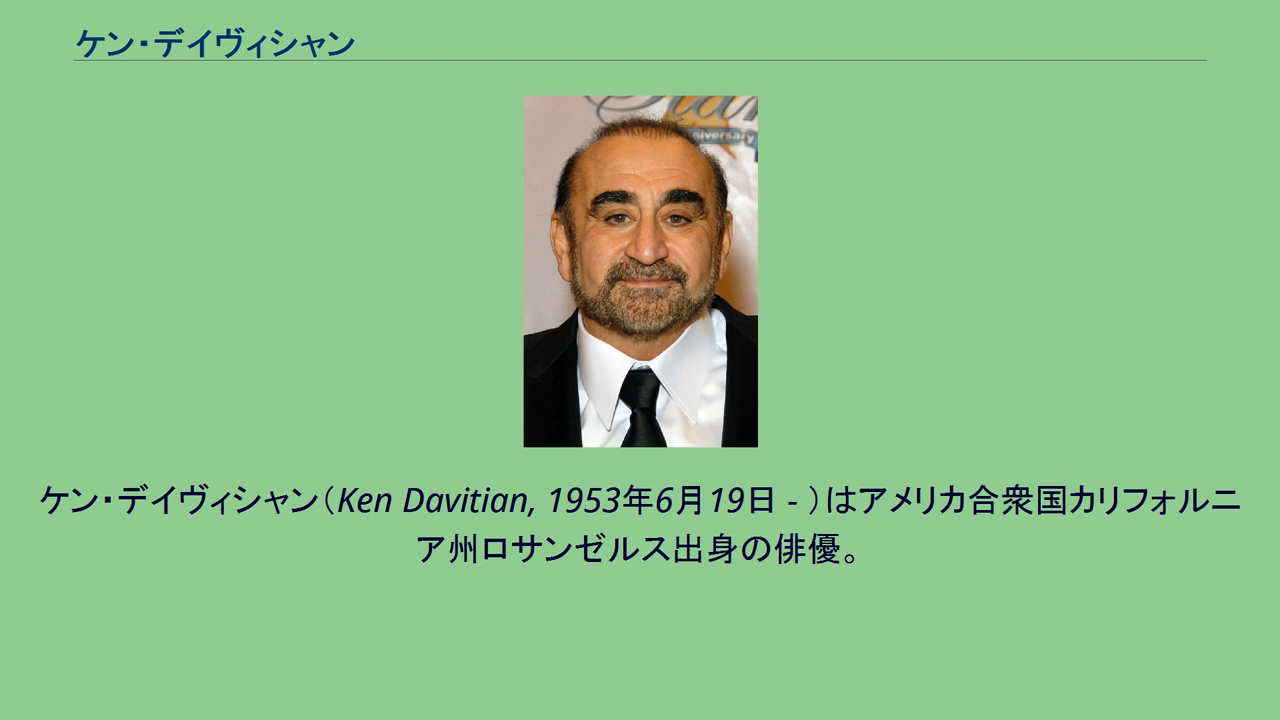 ケン・デイヴィシャン
niversary
ケン・デイヴィシャン（Ken Davitian, 1953年6月19日 - ）はアメリカ合衆国カリフォルニ
ア州ロサンゼルス出身の俳優。